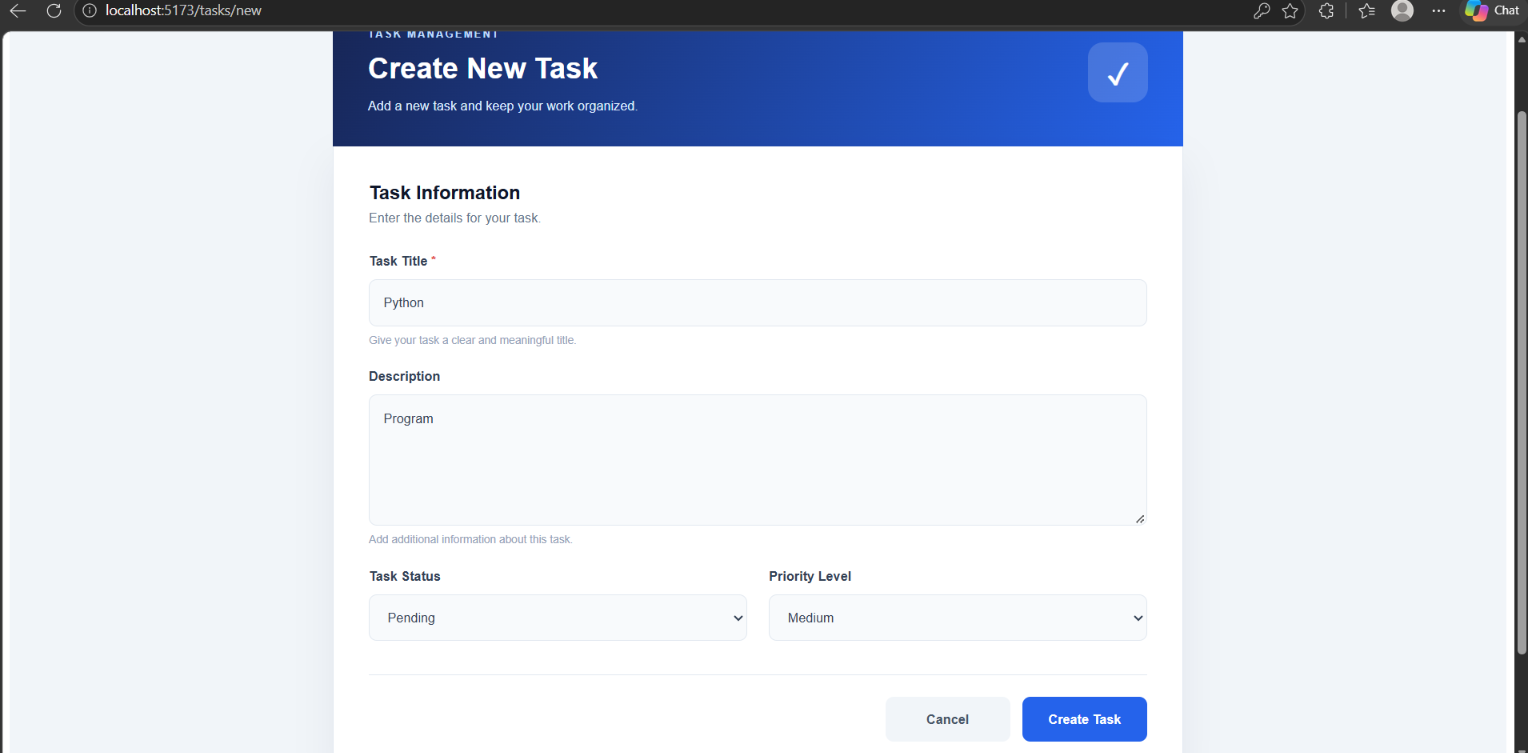 localhost:5173/tasks/new
Chat
TASK MANAGEMENT
Create New Task
Add a new task and keep your work organized.
Task Information
Enter the details for your task.
Task Title *
Python
Give your task a clear and meaningful title.
Description
Program
Add additional information about this task.
Task Status
Priority Level
Pending
Medium
Cancel
Create Task